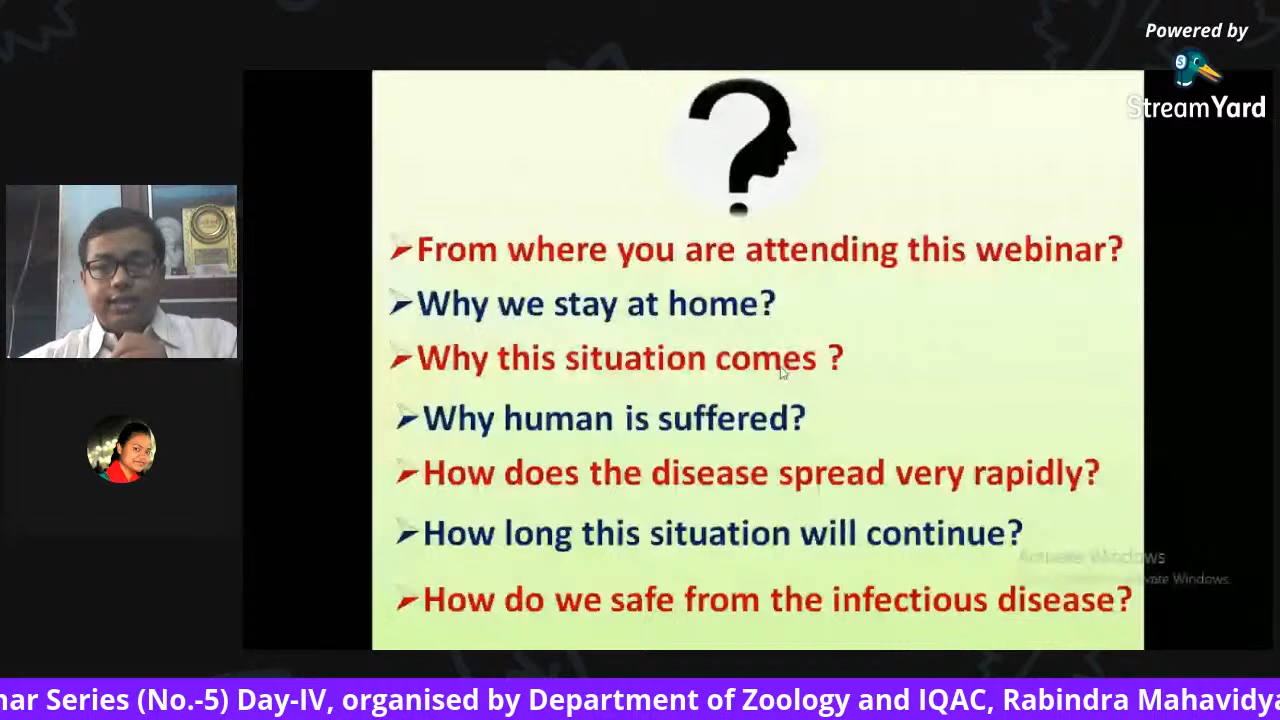 Powered by
StreamYard
From where you are attending this webinar?
Why we stay at home?
Why this situation comes ?
Why human is suffered?
How does the disease spread very rapidly?
How long this situation will continue?
Activate Windows
Windows.
How do we safe from the infectious disease?
nar Series (No.-5) Day-IV, organised by Department of Zoology and IQAC, Rabindra Mahavidya